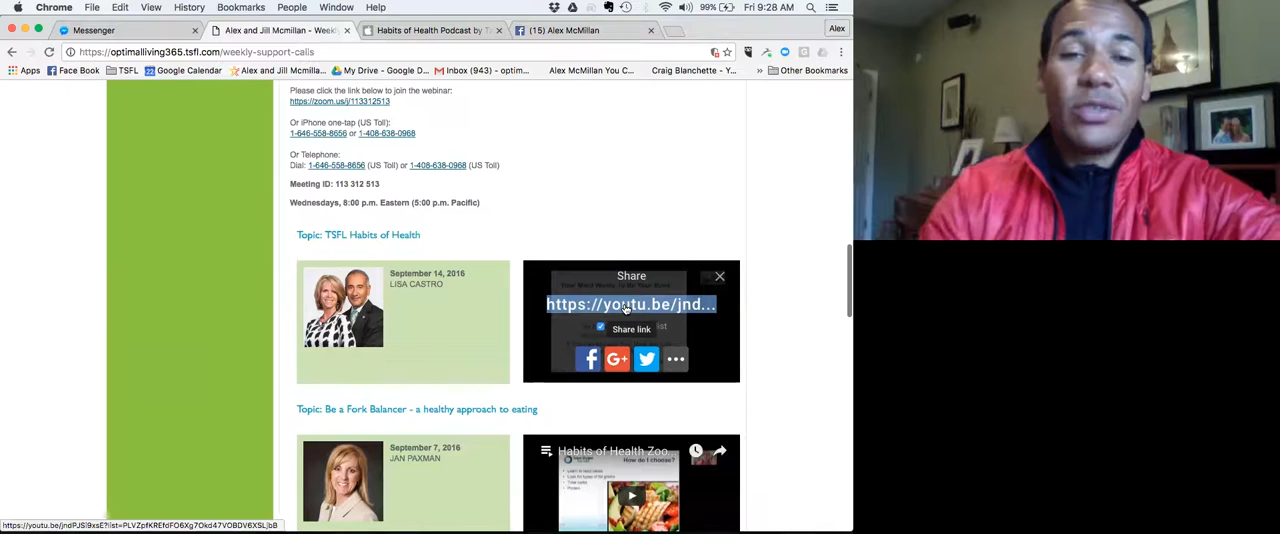 Chrome File Edit View History Bookmarks People Window Help 99% Fri 9:28 AM
Messenger Alex and Jill Mcmillan - Weekl Habits of Health Podcast by T (15) Alex McMillan Alex
https://optimalliving365.tsfl.com/weekly-support-calls
Apps Face Book TSFL 22 Google Calendar Alex and Jill Mcmilla... My Drive - Google D... Inbox (943) - optim... Alex McMillan You C... Craig Blanchette - Y... » Other Bookmarks
Please click the link below to join the webinar:
https://zoom.us/j/113312513
Or iPhone one-tap (US Toll):
1-646-558-8656 or 1-408-638-0968
Or Telephone:
Dial: 1-646-558-8656 (US Toll) or 1-408-638-0968 (US Toll)
Meeting ID: 113 312 513
Wednesdays, 8:00 p.m. Eastern (5:00 p.m. Pacific)
Topic: TSFL Habits of Health
September 14, 2016
LISA CASTRO
Share
https://youtu.be/jnd...
list
Share link
Topic: Be a Fork Balancer - a healthy approach to eating
September 7, 2016
JAN PAXMAN
Habits of Health Zoo...
How do I choose?